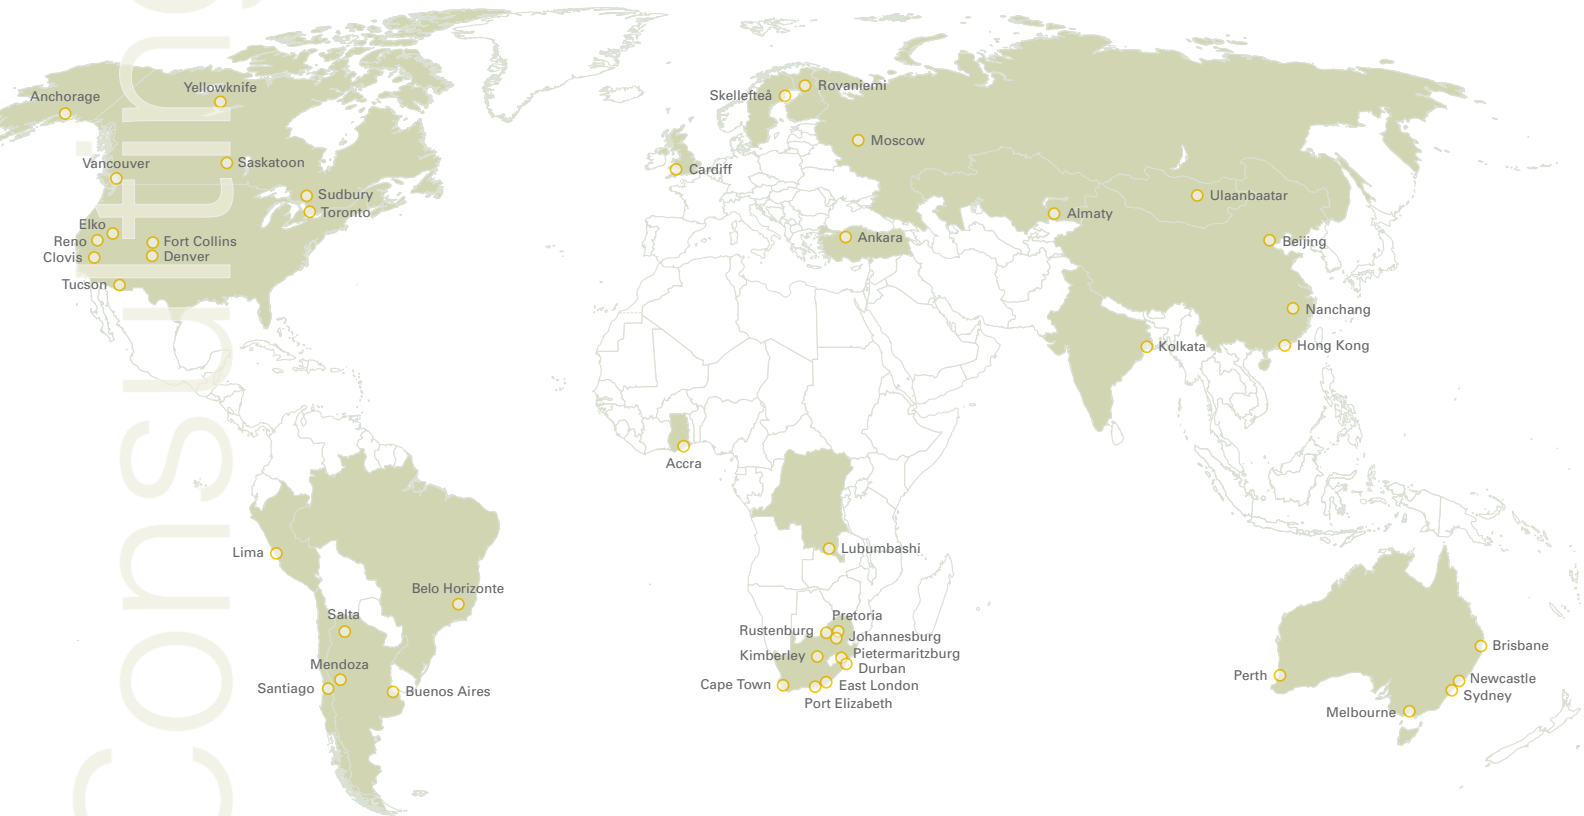 Consulting
Anchorage
Yellowknife
Vancouver
Saskatoon
Sudbury
Toronto
Elko
Reno
Fort Collins
Clovis
Denver
Tucson
Lima
Belo Horizonte
Salta
Mendoza
Santiago
Buenos Aires
Skellefteå
Rovaniemi
Moscow
Cardiff
Ankara
Accra
Lubumbashi
Pretoria
Rustenburg
Johannesburg
Kimberley
Pietermaritzburg
Durban
Cape Town
East London
Port Elizabeth
Almaty
Ulaanbaatar
Beijing
Nanchang
Kolkata
Hong Kong
Brisbane
Perth
Newcastle
Sydney
Melbourne